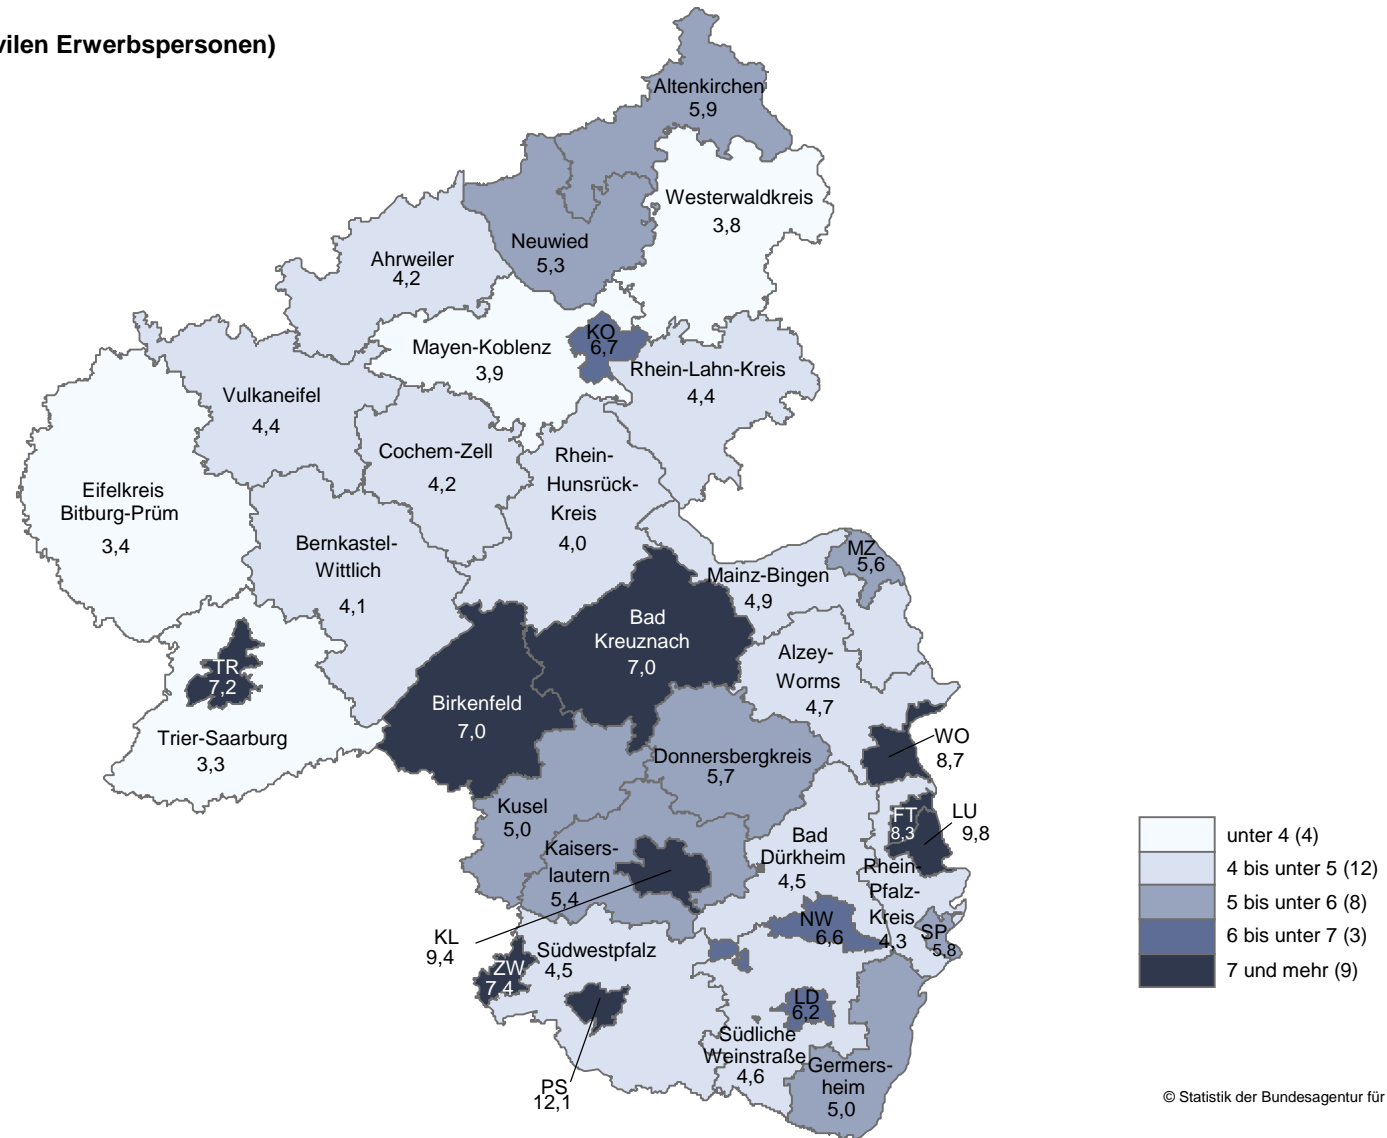 vilen Erwerbspersonen)
Altenkirchen
5,9
Westerwaldkreis
3,8
Neuwied
5,3
Ahrweiler
4,2
KO
6,7
Mayen-Koblenz
3,9
Rhein-Lahn-Kreis
4,4
Vulkaneifel
4,4
Cochem-Zell
4,2
Rhein-
Hunsrück-
Kreis
4,0
Eifelkreis
Bitburg-Prüm
3,4
Bernkastel-
Wittlich
4,1
MZ
5,6
Mainz-Bingen
4,9
Bad
Kreuznach
7,0
Alzey-
Worms
4,7
TR
7,2
Birkenfeld
7,0
Trier-Saarburg
3,3
WO
8,7
Donnersbergkreis
5,7
Kusel
5,0
FT
8,3
LU
9,8
Bad
Dürkheim
4,5
Kaisers-
lautern
5,4
Rhein-
Pfalz-
Kreis
4,3
NW
6,6
SP
5,8
KL
9,4
Südwestpfalz
4,5
ZW
7,4
LD
6,2
Südliche
Weinstraße
4,6
Germers-
heim
5,0
PS
12,1
unter 4 (4)
4 bis unter 5 (12)
5 bis unter 6 (8)
6 bis unter 7 (3)
7 und mehr (9)
© Statistik der Bundesagentur für